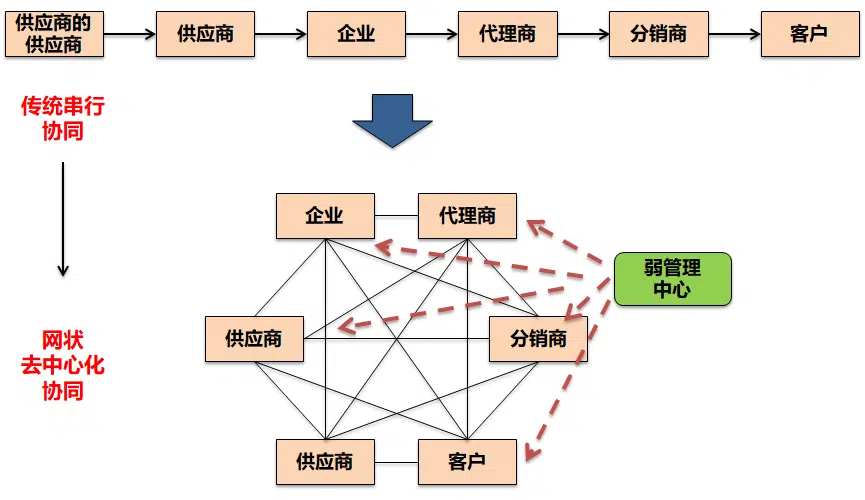 供应商的
供应商
供应商
企业
代理商
分销商
客户
传统串行
协同
企业
代理商
弱管理
中心
供应商
分销商
网状
去中心化
协同
供应商
客户